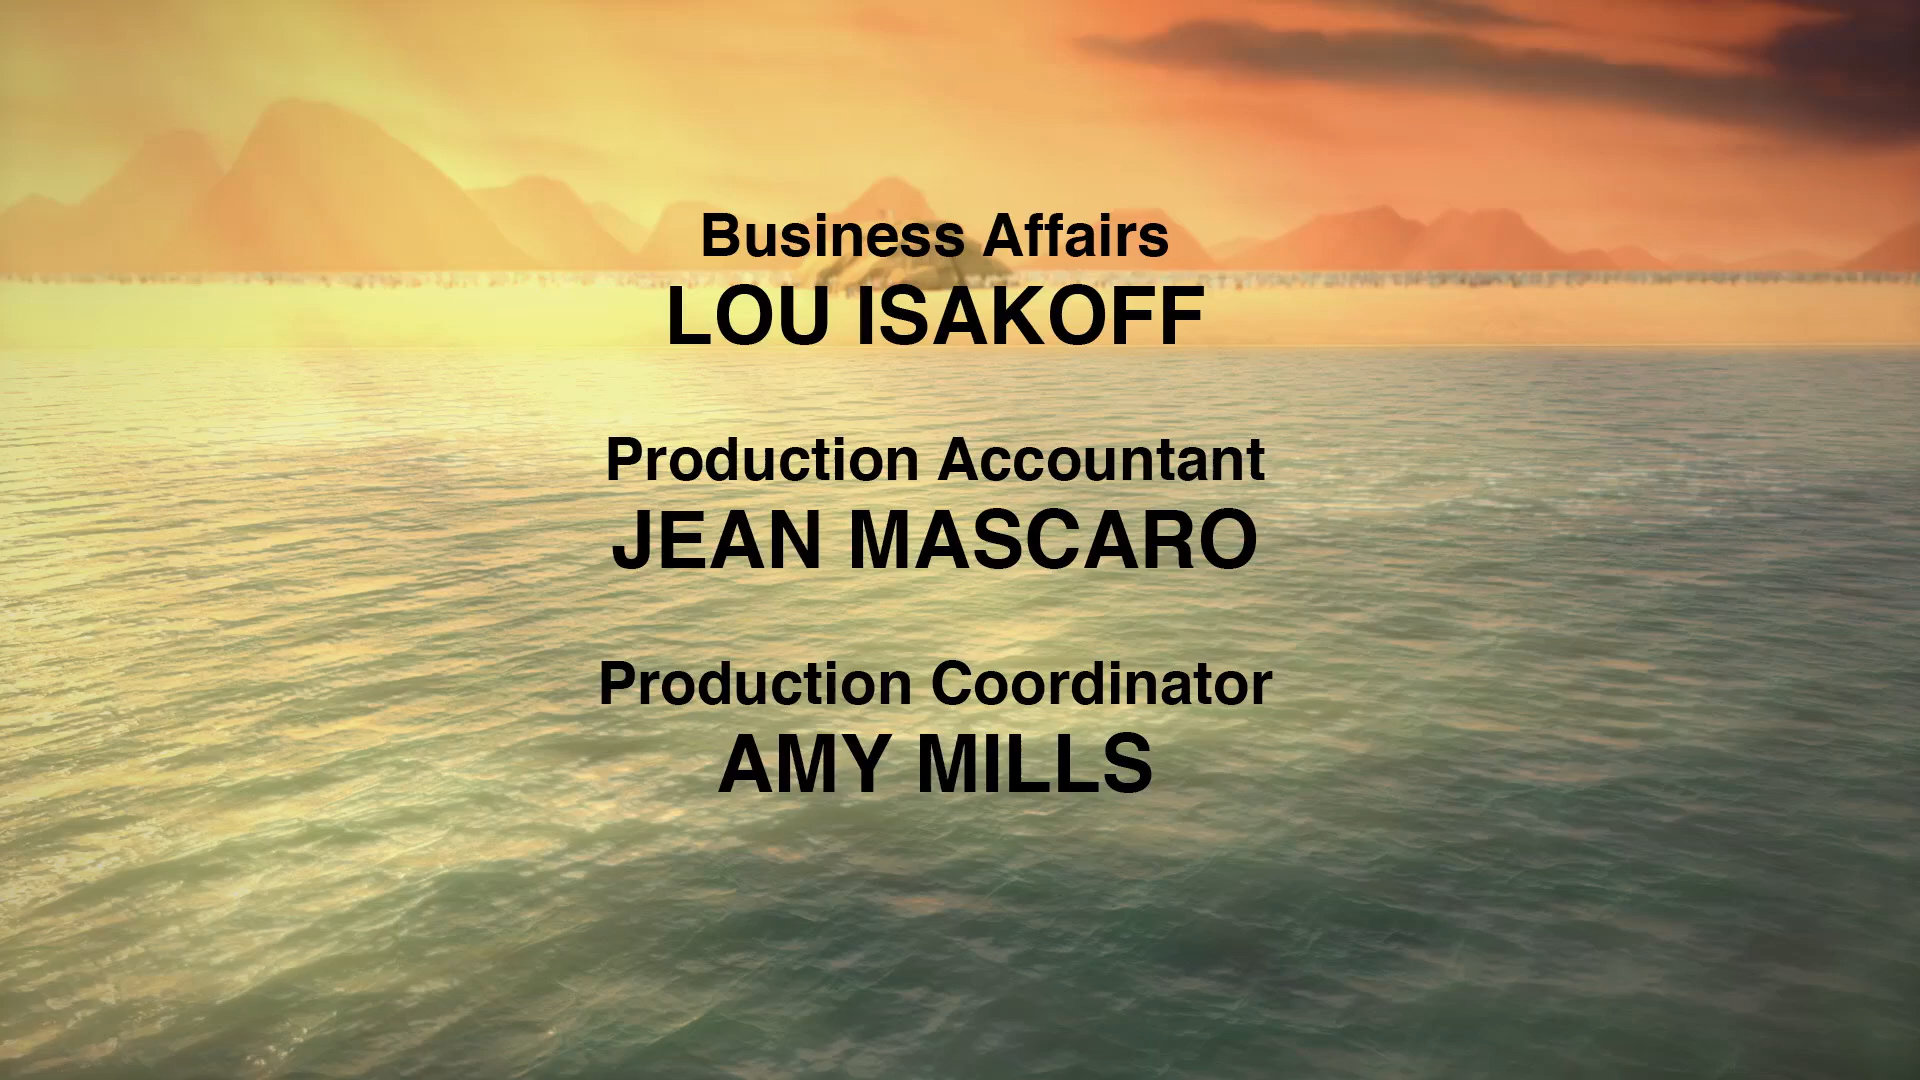 Business Affairs
LOU ISAKOFF
Production Accountant
JEAN MASCARO
Production Coordinator
AMY MILLS